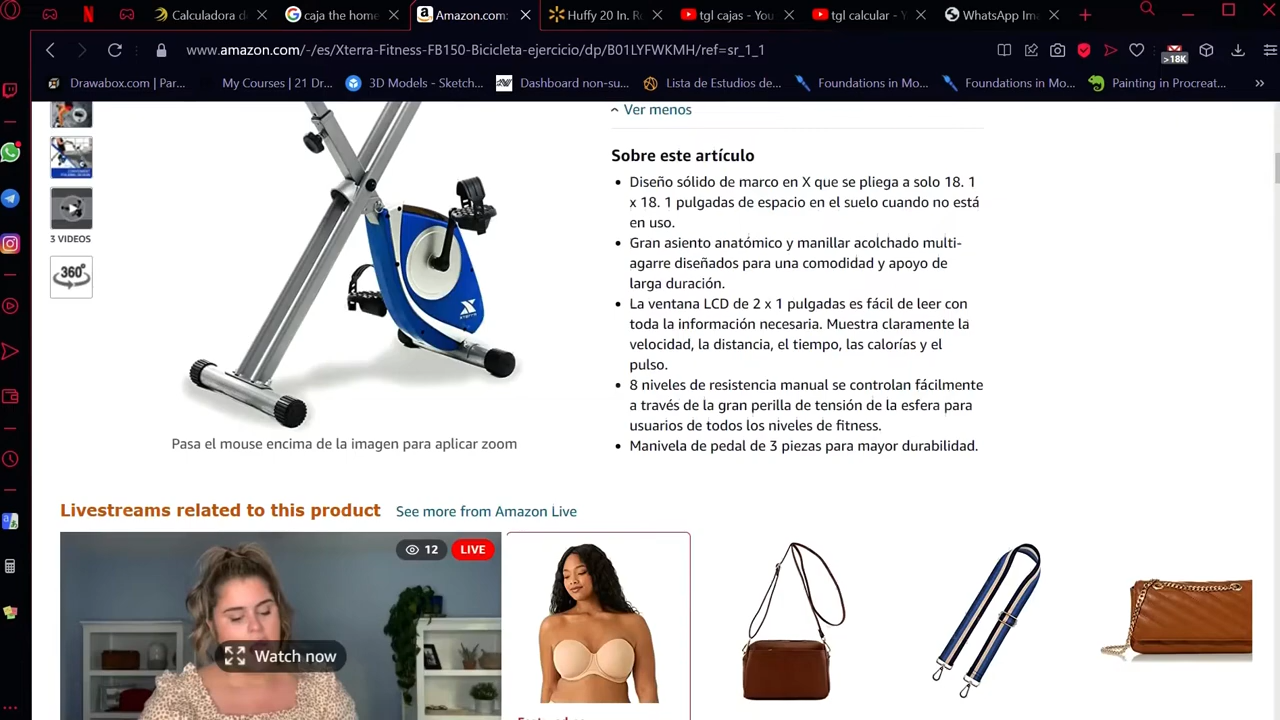 Calculadora d
caja the home
Amazon.com:
Huffy 20 In. R
tgl cajas - You
tgl calcular - Y
WhatsApp Ima
www.amazon.com/-/es/Xterra-Fitness-FB150-Bicicleta-ejercicio/dp/B01LYFWKMH/ref=sr_1_1
>18K
Drawabox.com | Par...
My Courses | 21 Dr...
3D Models - Sketch...
Dashboard non-su...
Lista de Estudios de...
Foundations in Mo...
Foundations in Mo...
Painting in Procreat...
»
3 VIDEOS
360°
XTERRA
Pasa el mouse encima de la imagen para aplicar zoom
Ver menos
Sobre este artículo
• Diseño sólido de marco en X que se pliega a solo 18. 1
x 18. 1 pulgadas de espacio en el suelo cuando no está
en uso.
• Gran asiento anatómico y manillar acolchado multi-
agarre diseñados para una comodidad y apoyo de
larga duración.
• La ventana LCD de 2 x 1 pulgadas es fácil de leer con
toda la información necesaria. Muestra claramente la
velocidad, la distancia, el tiempo, las calorías y el
pulso.
• 8 niveles de resistencia manual se controlan fácilmente
a través de la gran perilla de tensión de la esfera para
usuarios de todos los niveles de fitness.
• Manivela de pedal de 3 piezas para mayor durabilidad.
Livestreams related to this product See more from Amazon Live
12 LIVE
Watch now